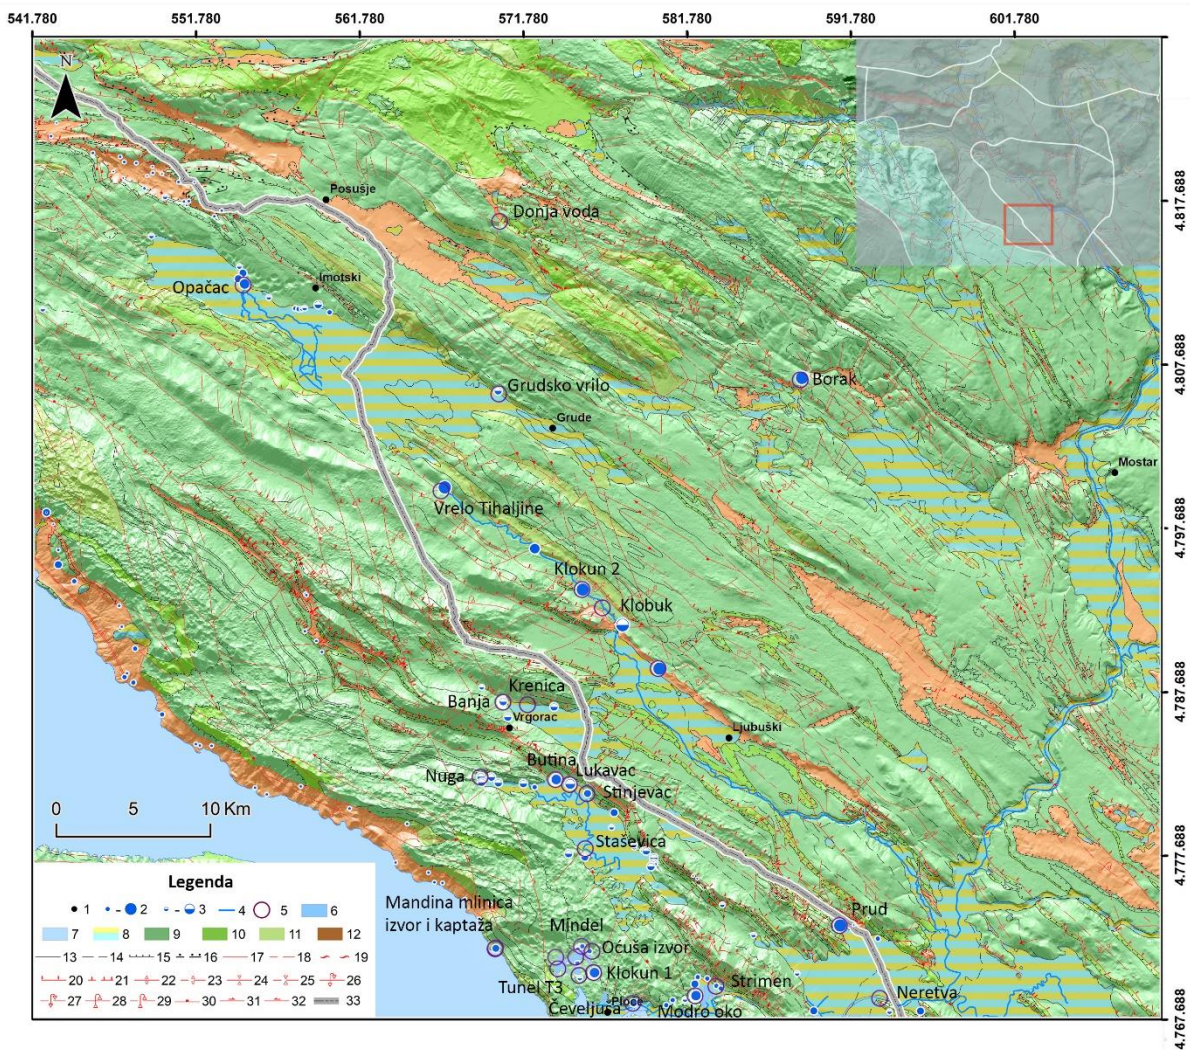 541.780 551.780 561.780 571.780 581.780 591.780 601.780
N
Posušje
4.817.688
Donja voda
Opačac
Imotski
4.807.688
Grudsko vrilo
Borak
Grude
Mostar
Vrelo Tihaljine
4.797.688
Klokun 2
Klobuk
Krenica
Banja
4.787.688
Vrgorac
Ljubuški
Butina
Nuga
Lukavac
Stinjevac
0 5 10 Km
Staševica
4.777.688
Legenda
1 2 3 4 5 6
7 8 9 10 11 12
13 14 15 16 17 18 19
20 21 22 23 24 25 26
27 28 29 30 31 32 33
Mandina mlinica
izvor i kaptaža
Prud
Mindel
Oćuša izvor
Klokun 1
Tunel T3
Strimen
Neretva
Čeveljuša
Ploče
Modro oko
4.767.688